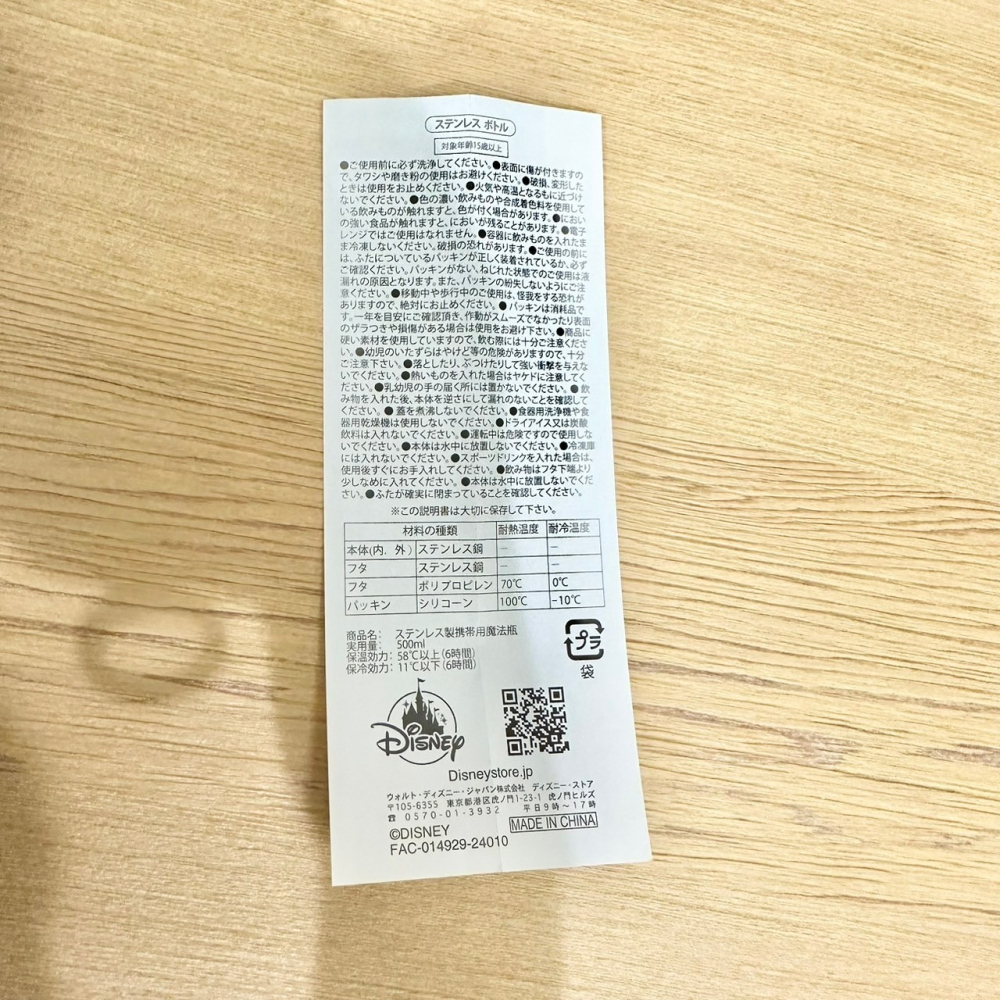 ステンレス ボトル
対象年齢15歳以上
●ご使用前に必ず洗浄してください。●表面に傷が付きますの
で、タワシや磨き粉の使用はお避けください。●破損、変形した
ときは使用をお止めください。●火気や高温となるもに近づけ
ないでください。●色の濃い飲みものや合成着色料を使用して
いる飲みものが触れますと、色が付く場合があります。●におい
の強い食品が触れますと、においが残ることがあります。●電子
レンジではご使用はなれません。●容器に飲みものを入れたま
ま冷凍しないください。破損の恐れがあります。●ご使用の前に
は、ふたについているパッキンが正しく装着されているか、必ず
ご確認ください。パッキンがない、ねじれた状態でのご使用は液
漏れの原因となります。また、パッキンの紛失しないようにご注
意ください。●移動中や歩行中のご使用は、怪我をする恐れが
ありますので、絶対にお止めください。● パッキンは消耗品で
す。一年を目安にご確認頂き、作動がスムーズでなかったり表面
のザラつきや損傷がある場合は使用をお避け下さい。●商品に
硬い素材を使用していますので、飲む際には十分ご注意くださ
い。●幼児のいたずらはやけど等の危険がありますので、十分
ご注意下さい。●落としたり、ぶつけたりして強い衝撃を与えな
いでください。●熱いものを入れた場合はヤケドに注意してく
ださい。●乳幼児の手の届く所には置かないでください。● 飲
み物を入れた後、本体を逆さにして漏れのないことを確認して
ください。● 蓋を煮沸しないでください。●食器用洗浄機や食
器用乾燥機は使用しないでください。●ドライアイス又は炭酸
飲料は入れないでください。●運転中は危険ですので使用しな
いでください。●本体は水中に放置しないでください。●冷凍庫
には入れないでください。●スポーツドリンクを入れた場合は、
使用後すぐにお手入れしてください。●飲み物はフタ下端より
少しなめに入れてください。●本体は水中に放置しないでくだ
さい。●ふたが確実に閉まっていることを確認してください。
※この説明書は大切に保存して下さい。
材料の種類 耐熱温度 耐冷温度
本体(内、外) ステンレス鋼 — —
フタ ステンレス鋼 — —
フタ ポリプロピレン 70℃ 0℃
パッキン シリコーン 100℃ -10℃
商品名: ステンレス製携帯用魔法瓶
実用量: 500ml
保温効力: 58℃以上(6時間)
保冷効力: 11℃以下(6時間)
プラ
袋
Disney
Disneystore.jp
ウォルト・ディズニー・ジャパン株式会社 ディズニー・ストア
〒105-6355 東京都港区虎ノ門1-23-1 虎ノ門ヒルズ
☎ 0570-01-3932 平日9時～17時
©DISNEY
MADE IN CHINA
FAC-014929-24010